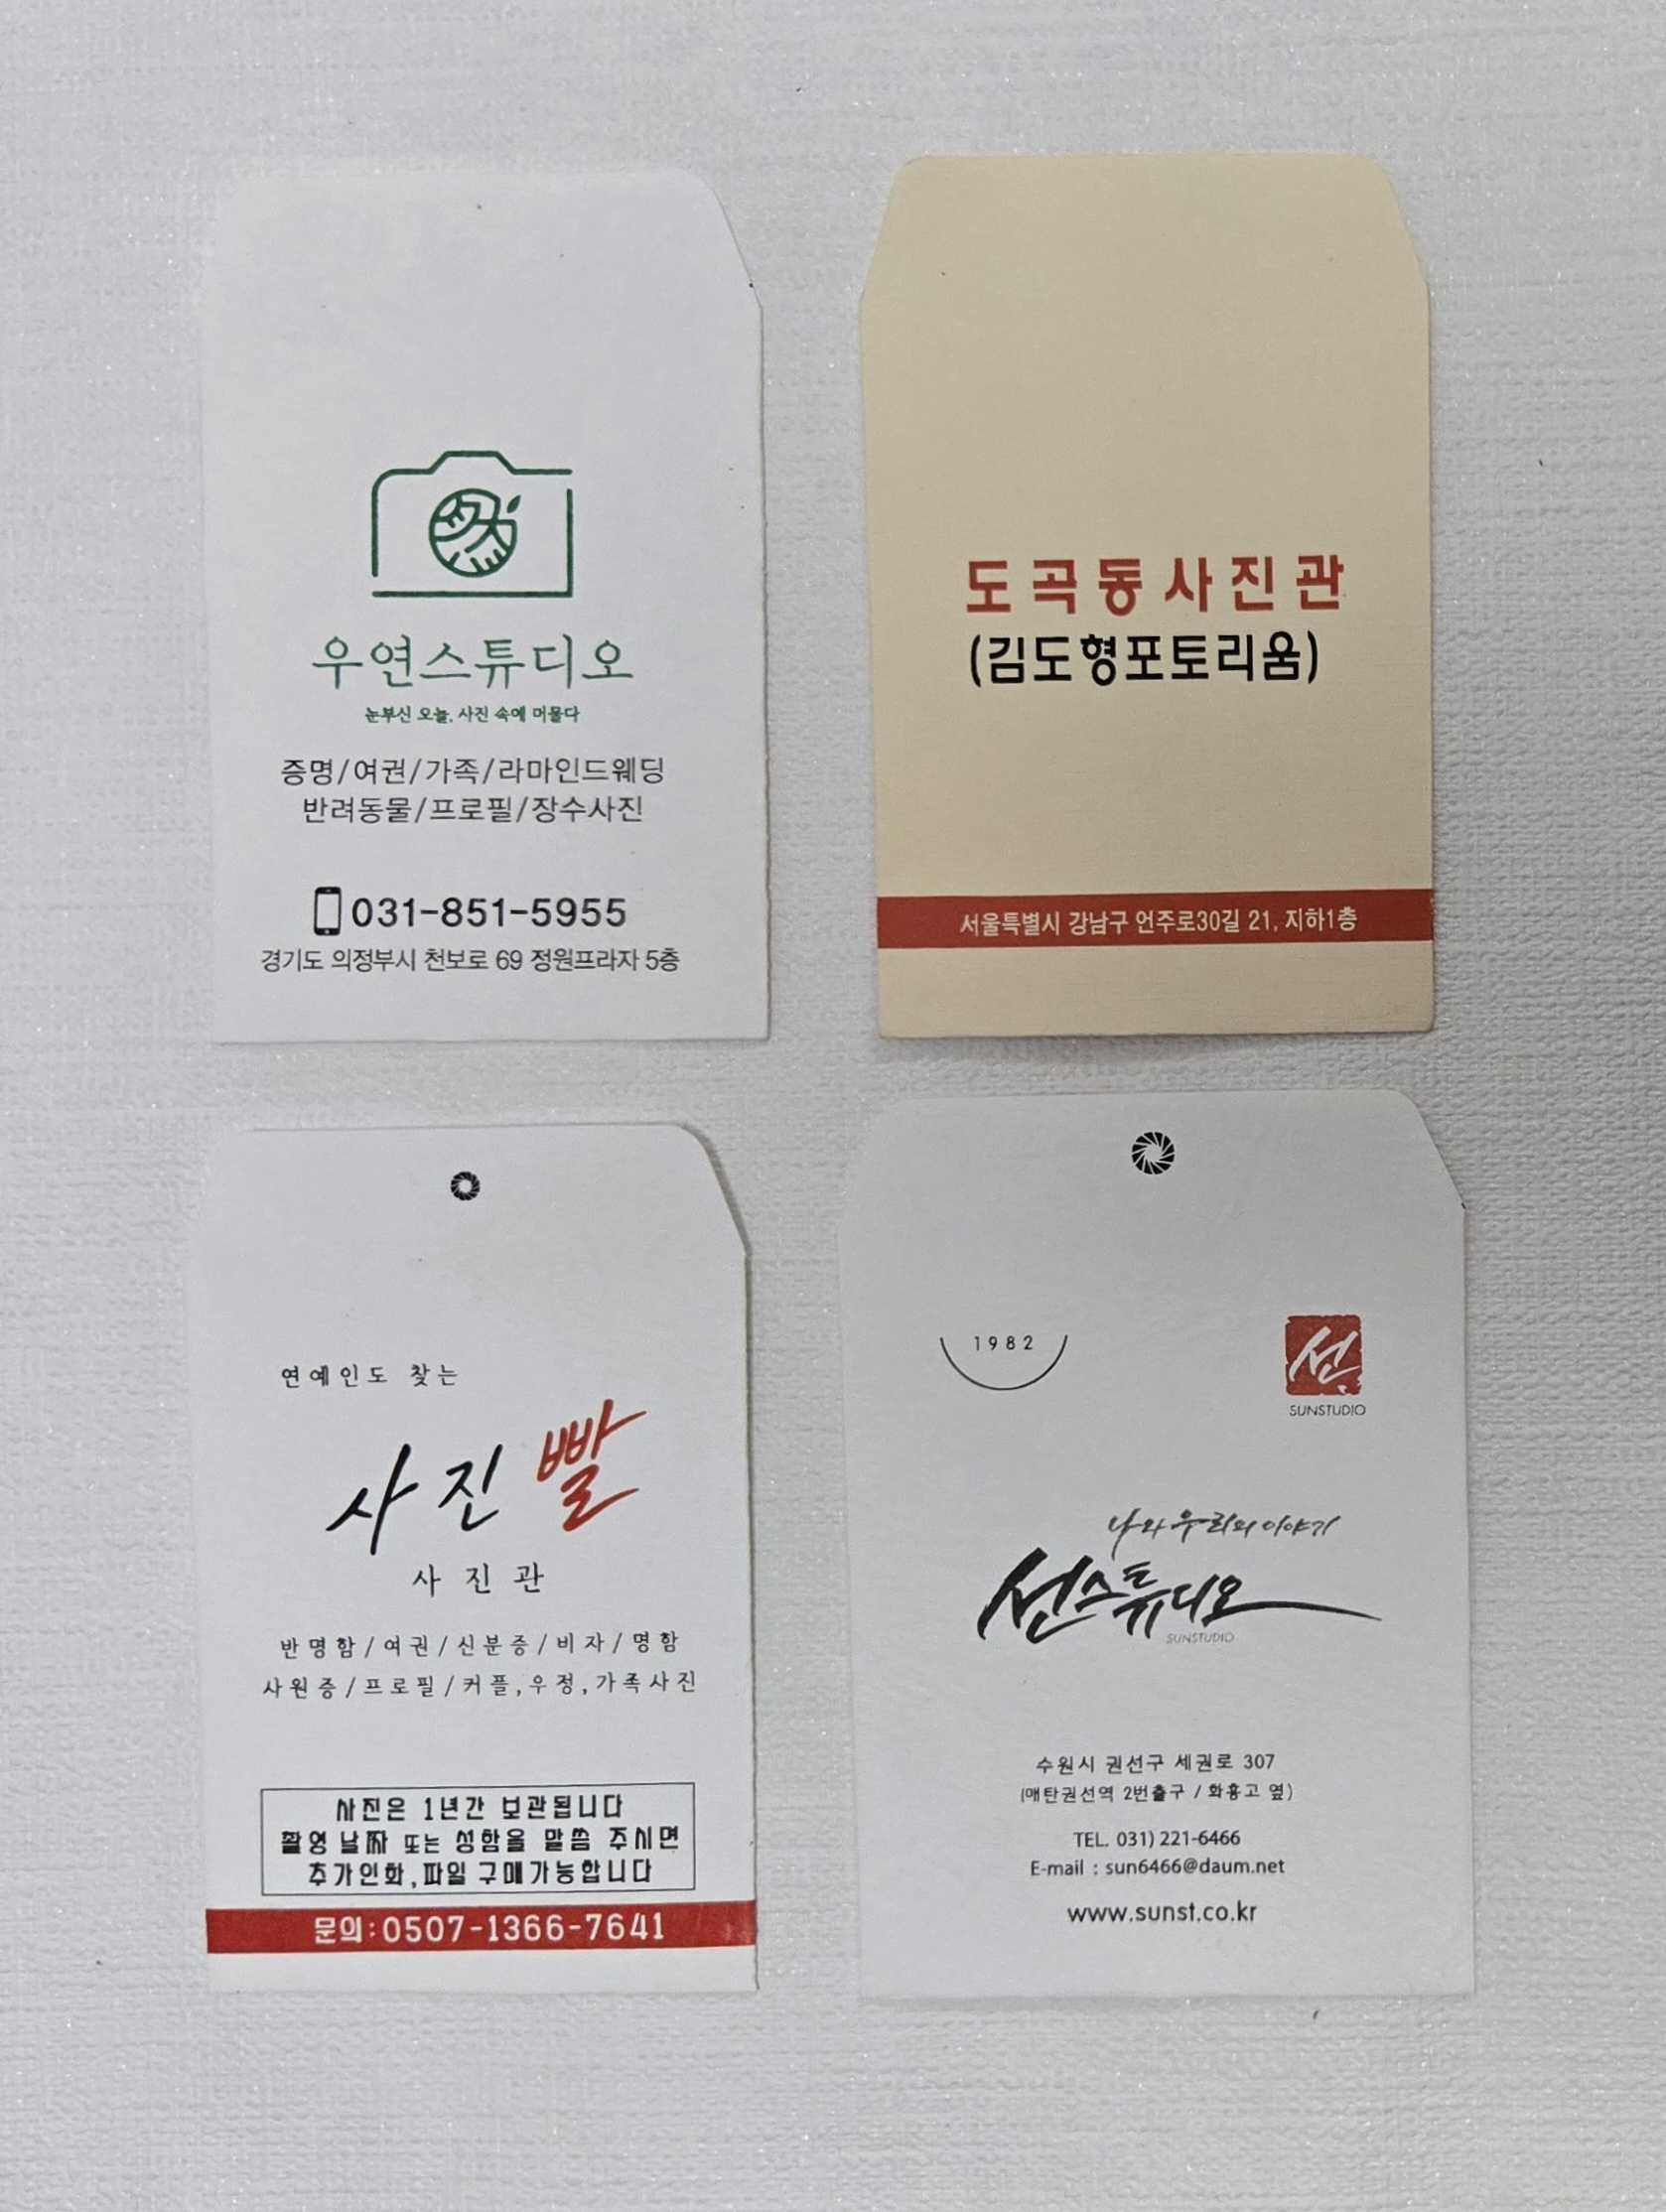 우연스튜디오
눈부신 오늘, 사진 속에 머물다
증명/여권/가족/라마인드웨딩
반려동물/프로필/장수사진
031-851-5955
경기도 의정부시 천보로 69 정원프라자 5층
도곡동사진관
(김도형포토리움)
서울특별시 강남구 언주로30길 21, 지하1층
연예인도 찾는
사진빨
사진관
반명함/여권/신분증/비자/명함
사원증/프로필/커플,우정,가족사진
사진은 1년간 보관됩니다
촬영 날짜 또는 성함을 말씀 주시면
추가인화,파일 구매가능합니다
문의:0507-1366-7641
1982
선
SUNSTUDIO
나와 우리의 이야기
선스튜디오
SUNSTUDIO
수원시 권선구 세권로 307
(매탄권선역 2번출구 / 화홍고 옆)
TEL. 031) 221-6466
E-mail : sun6466@daum.net
www.sunst.co.kr